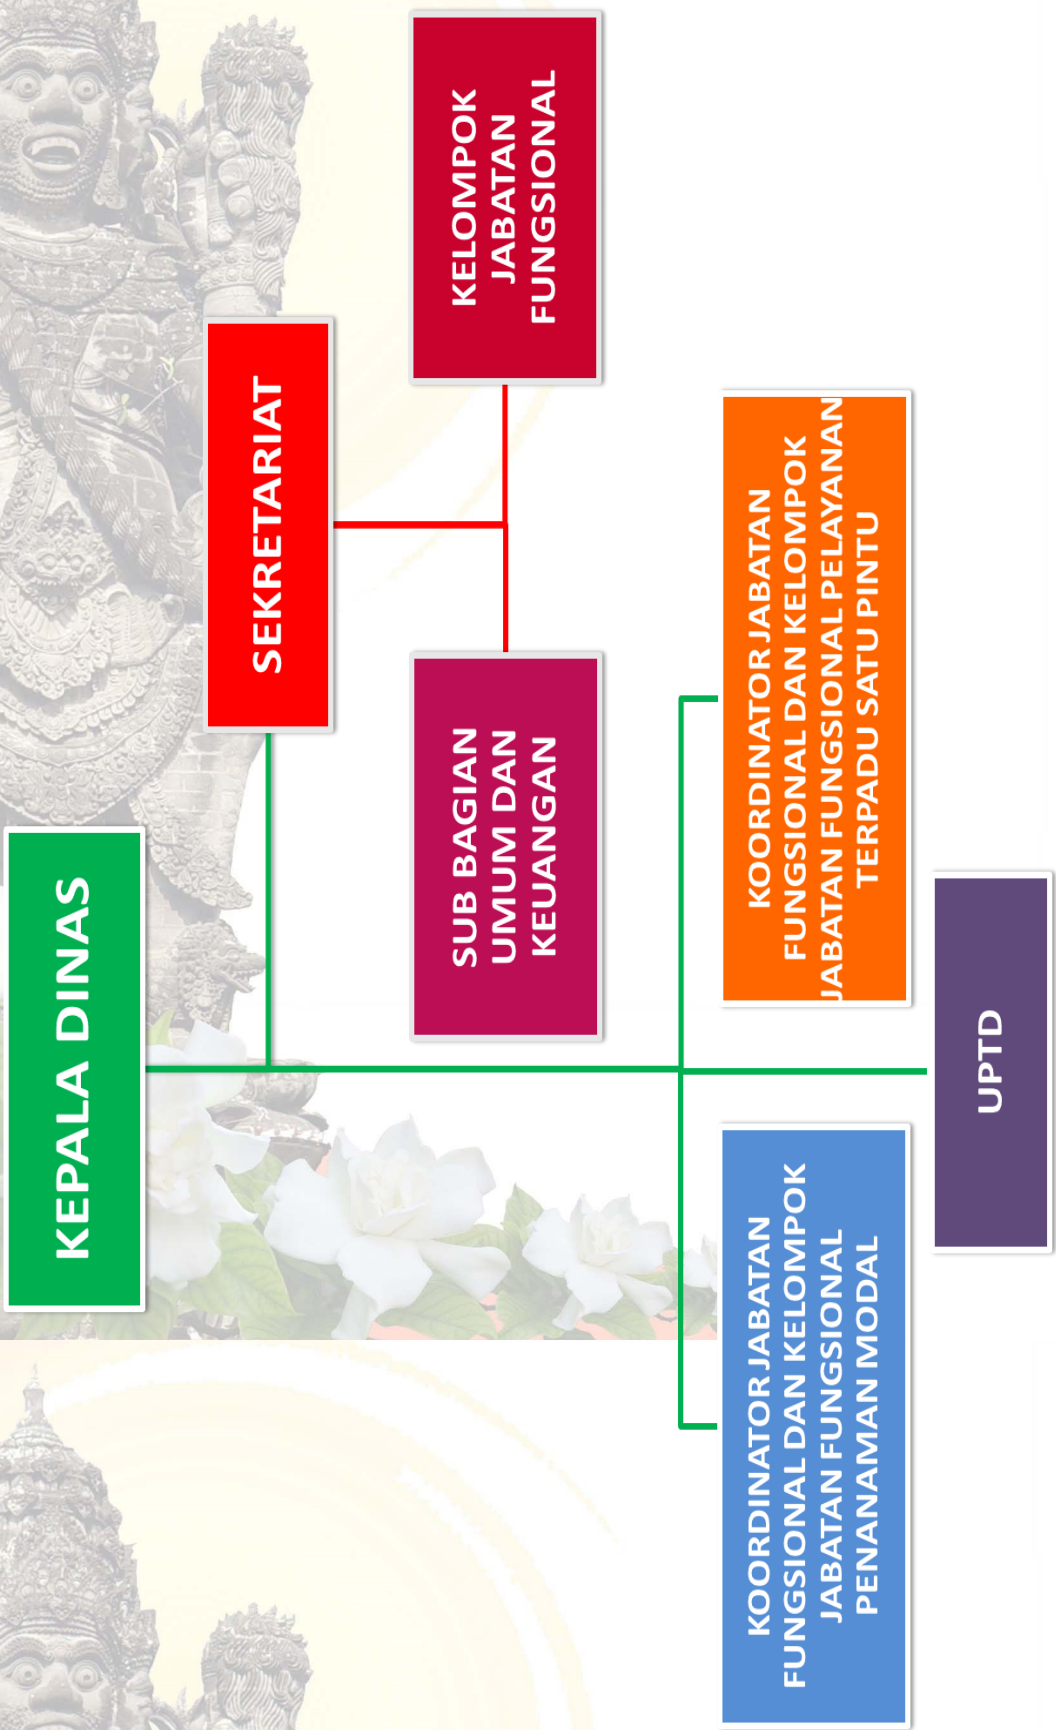 KEPALA DINAS
SEKRETARIAT
SUB BAGIAN
UMUM DAN
KEUANGAN
KELOMPOK
JABATAN
FUNGSIONAL
KOORDINATOR JABATAN
FUNGSIONAL DAN KELOMPOK
JABATAN FUNGSIONAL
PENANAMAN MODAL
KOORDINATOR JABATAN
FUNGSIONAL DAN KELOMPOK
JABATAN FUNGSIONAL PELAYANAN
TERPADU SATU PINTU
UPTD